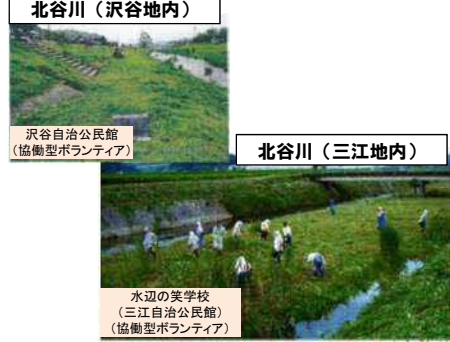 北谷川（沢谷地内）
沢谷自治公民館
（協働型ボランティア）
北谷川（三江地内）
水辺の笑学校
（三江自治公民館）
（協働型ボランティア）